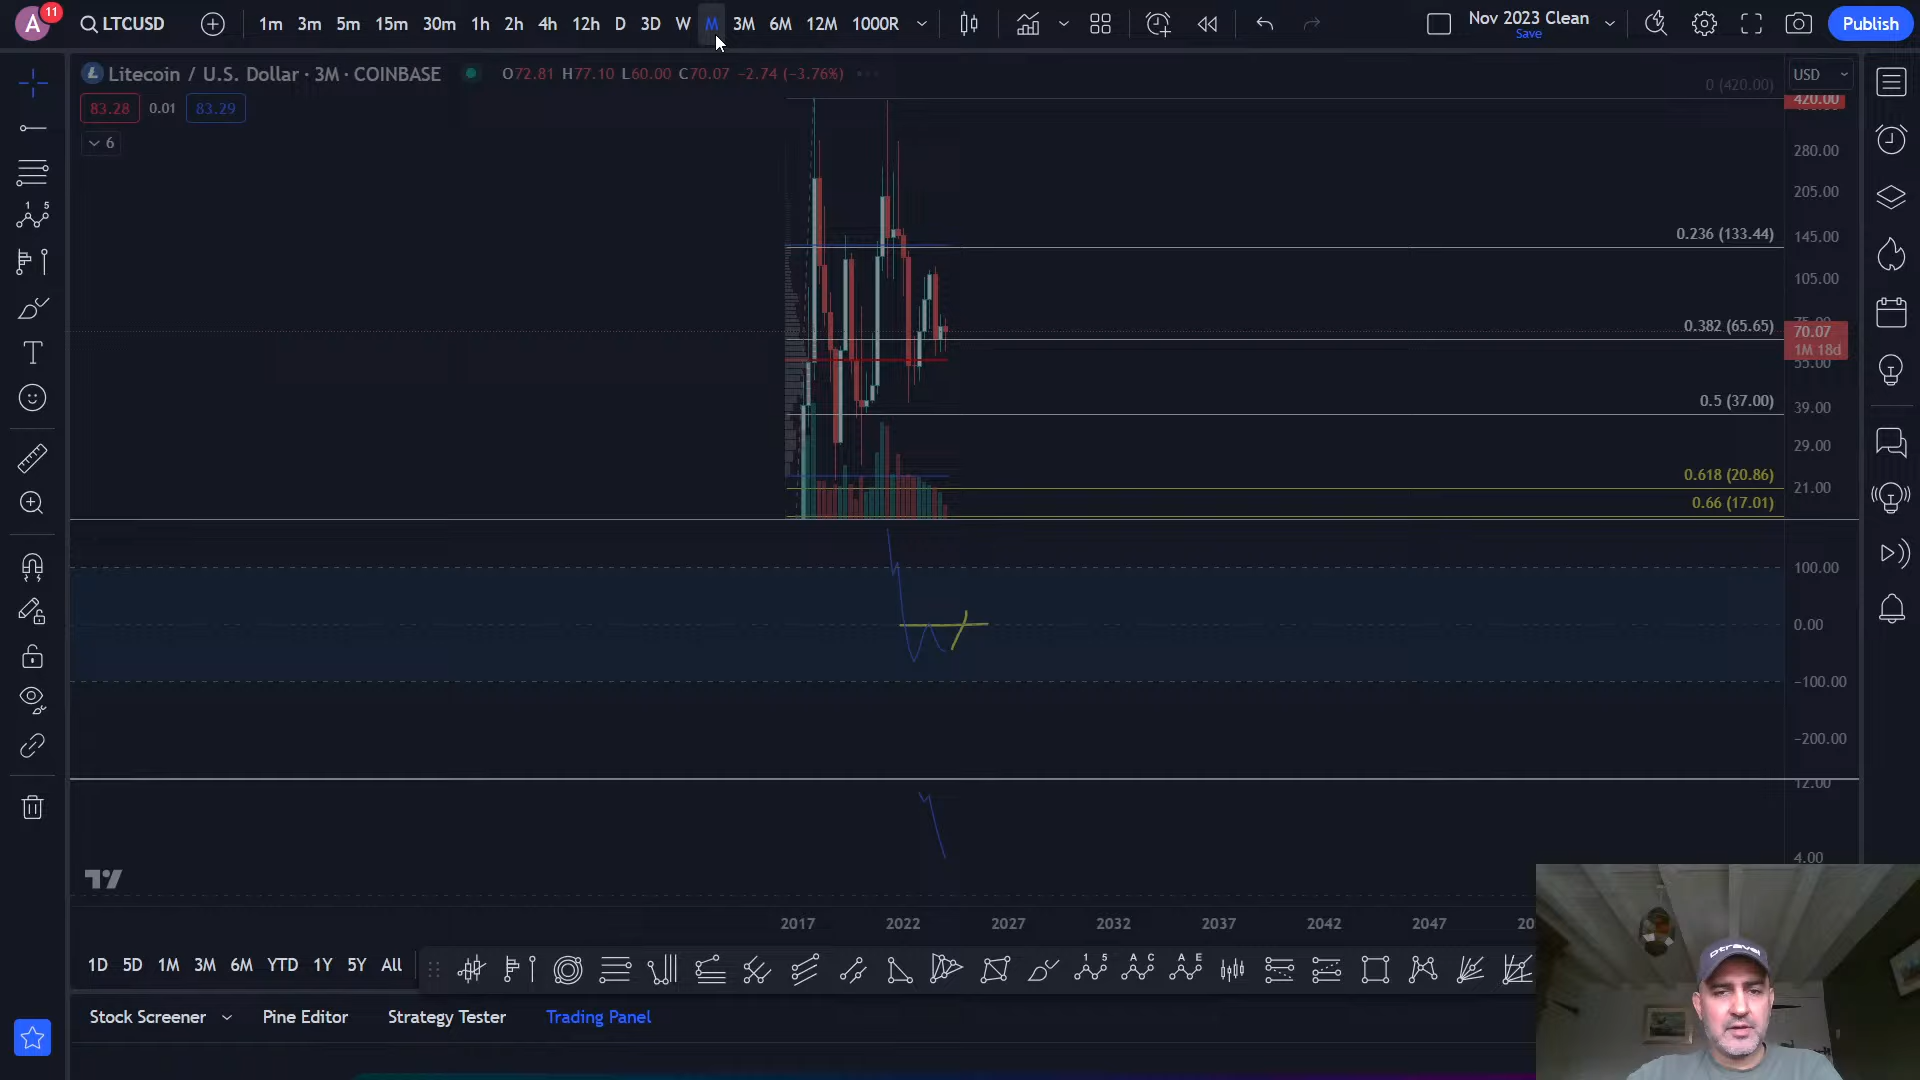 A 11 LTCUSD 1m 3m 5m 15m 30m 1h 2h 4h 12h D 3D W M 3M 6M 12M 1000R Nov 2023 Clean Save Publish
Litecoin / U.S. Dollar · 3M · COINBASE O72.81 H77.10 L60.00 C70.07 −2.74 (−3.76%)
0 (420.00) USD
83.28 0.01 83.29
420.00
6
280.00
205.00
0.236 (133.44) 145.00
105.00
0.382 (65.65)
70.07
1M 18d
55.00
0.5 (37.00) 39.00
29.00
0.618 (20.86) 21.00
0.66 (17.01)
100.00
0.00
−100.00
−200.00
12.00
4.00
2017 2022 2027 2032 2037 2042 2047
1D 5D 1M 3M 6M YTD 1Y 5Y All
Stock Screener Pine Editor Strategy Tester Trading Panel